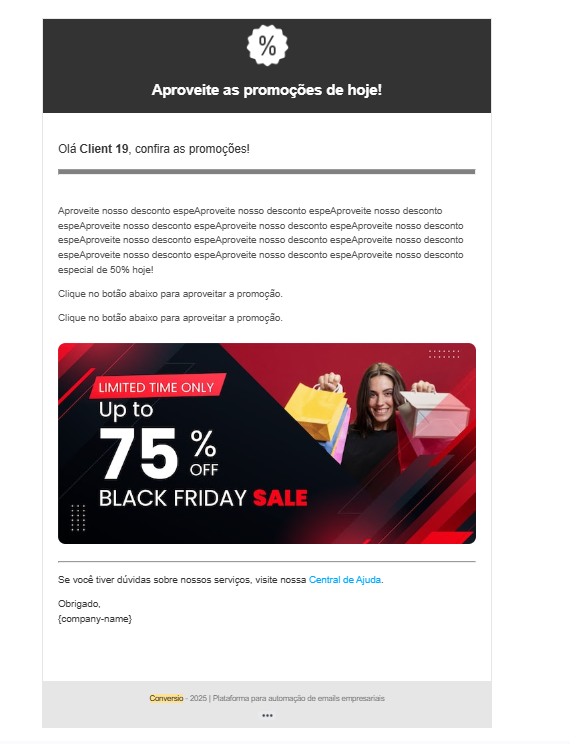 %
Aproveite as promoções de hoje!
Olá Client 19, confira as promoções!
Aproveite nosso desconto espeAproveite nosso desconto espeAproveite nosso desconto
espeAproveite nosso desconto espeAproveite nosso desconto espeAproveite nosso desconto
espeAproveite nosso desconto espeAproveite nosso desconto espeAproveite nosso desconto
espeAproveite nosso desconto espeAproveite nosso desconto espeAproveite nosso desconto
especial de 50% hoje!
Clique no botão abaixo para aproveitar a promoção.
Clique no botão abaixo para aproveitar a promoção.
LIMITED TIME ONLY
Up to
75 % OFF
BLACK FRIDAY SALE
Se você tiver dúvidas sobre nossos serviços, visite nossa Central de Ajuda.
Obrigado,
{company-name}
Conversio - 2025 | Plataforma para automação de emails empresariais
•••